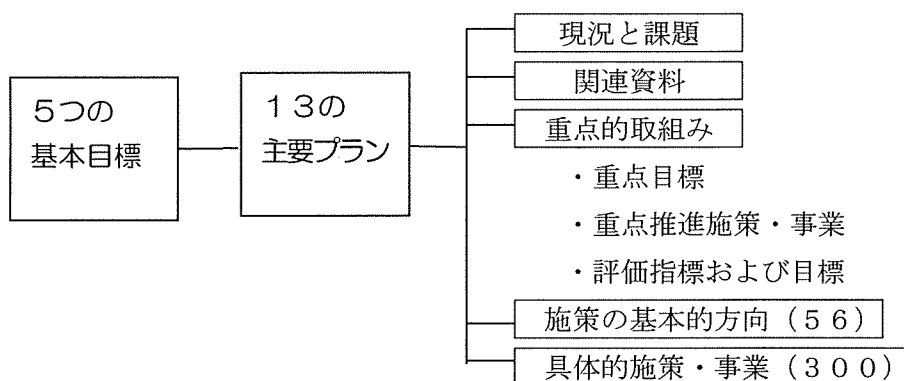 ５つの
基本目標
１３の
主要プラン
現況と課題
関連資料
重点的取組み
・重点目標
・重点推進施策・事業
・評価指標および目標
施策の基本的方向（５６）
具体的施策・事業（３００）